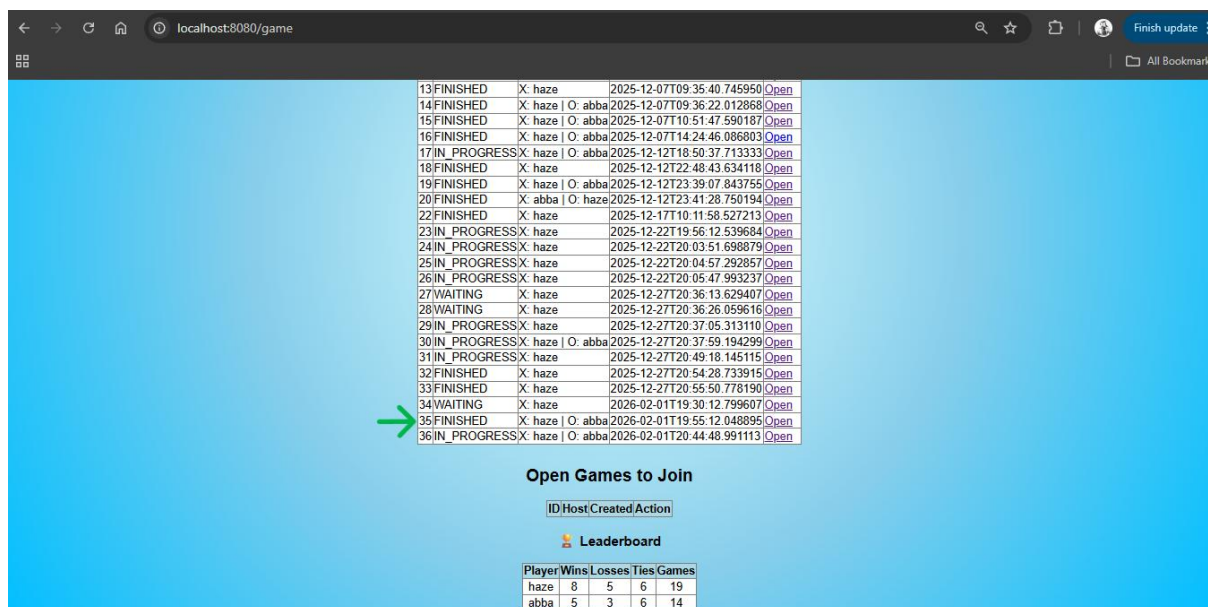 localhost:8080/game
Finish update
All Bookmark
13 FINISHED X: haze 2025-12-07T09:35:40.745950 Open
14 FINISHED X: haze | O: abba 2025-12-07T09:36:22.012868 Open
15 FINISHED X: haze | O: abba 2025-12-07T10:51:47.590187 Open
16 FINISHED X: haze | O: abba 2025-12-07T14:24:46.086803 Open
17 IN_PROGRESS X: haze | O: abba 2025-12-12T18:50:37.713333 Open
18 FINISHED X: haze 2025-12-12T22:48:43.634118 Open
19 FINISHED X: haze | O: abba 2025-12-12T23:39:07.843755 Open
20 FINISHED X: abba | O: haze 2025-12-12T23:41:28.750194 Open
22 FINISHED X: haze 2025-12-17T10:11:58.527213 Open
23 IN_PROGRESS X: haze 2025-12-22T19:56:12.539684 Open
24 IN_PROGRESS X: haze 2025-12-22T20:03:51.698879 Open
25 IN_PROGRESS X: haze 2025-12-22T20:04:57.292857 Open
26 IN_PROGRESS X: haze 2025-12-22T20:05:47.993237 Open
27 WAITING X: haze 2025-12-27T20:36:13.629407 Open
28 WAITING X: haze 2025-12-27T20:36:26.059616 Open
29 IN_PROGRESS X: haze 2025-12-27T20:37:05.313110 Open
30 IN_PROGRESS X: haze | O: abba 2025-12-27T20:37:59.194299 Open
31 IN_PROGRESS X: haze 2025-12-27T20:49:18.145115 Open
32 FINISHED X: haze 2025-12-27T20:54:28.733915 Open
33 FINISHED X: haze 2025-12-27T20:55:50.778190 Open
34 WAITING X: haze 2026-02-01T19:30:12.799607 Open
35 FINISHED X: haze | O: abba 2026-02-01T19:55:12.048895 Open
36 IN_PROGRESS X: haze | O: abba 2026-02-01T20:44:48.991113 Open
Open Games to Join
ID Host Created Action
Leaderboard
Player Wins Losses Ties Games
haze 8 5 6 19
abba 5 3 6 14